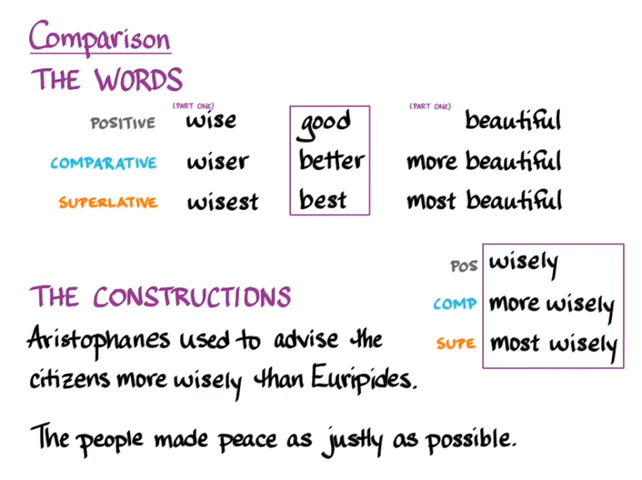 Comparison
THE WORDS
(PART ONE) (PART ONE)
POSITIVE wise good beautiful
COMPARATIVE wiser better more beautiful
SUPERLATIVE wisest best most beautiful
POS wisely
COMP more wisely
SUPE most wisely
THE CONSTRUCTIONS
Aristophanes used to advise the
citizens more wisely than Euripides.
The people made peace as justly as possible.